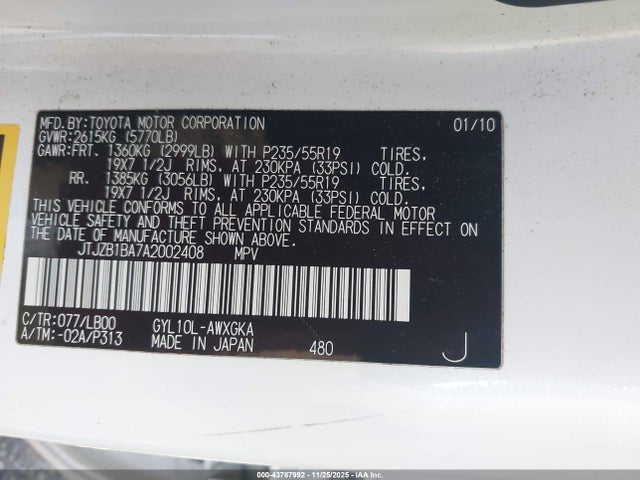 MFD. BY: TOYOTA MOTOR CORPORATION 01/10
GVWR: 2615KG (5770LB)
GAWR: FRT. 1360KG (2999LB) WITH P235/55R19 TIRES,
19X7 1/2J RIMS, AT 230KPA (33PSI) COLD.
RR. 1385KG (3056LB) WITH P235/55R19 TIRES,
19X7 1/2J RIMS, AT 230KPA (33PSI) COLD.
THIS VEHICLE CONFORMS TO ALL APPLICABLE FEDERAL MOTOR
VEHICLE SAFETY AND THEFT PREVENTION STANDARDS IN EFFECT ON
THE DATE OF MANUFACTURE SHOWN ABOVE.
JTJZB1BA7A2002408 MPV
C/TR: 077/LB00 GYL10L-AWXGKA
A/TM: -02A/P313 MADE IN JAPAN 480 J
000-43787992 - 11/25/2025 - IAA Inc.